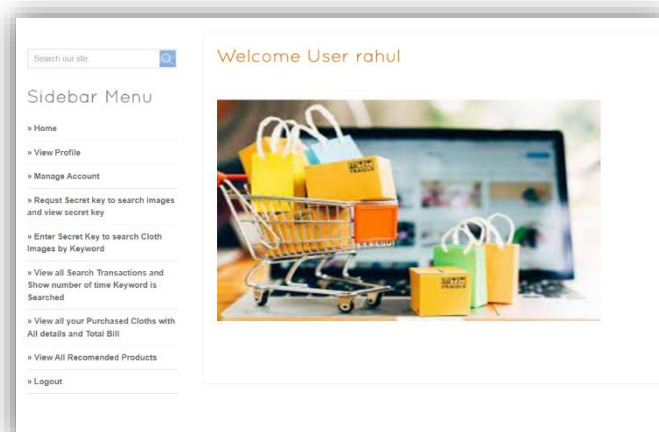 Search our site
Welcome User rahul
Sidebar Menu
» Home
» View Profile
» Manage Account
» Requst Secret key to search Images
and view secret key
» Enter Secret Key to search Cloth
Images by Keyword
» View all Search Transactions and
Show number of time Keyword is
Searched
» View all your Purchased Cloths with
All details and Total Bill
» View All Recomended Products
» Logout
FRAGILE